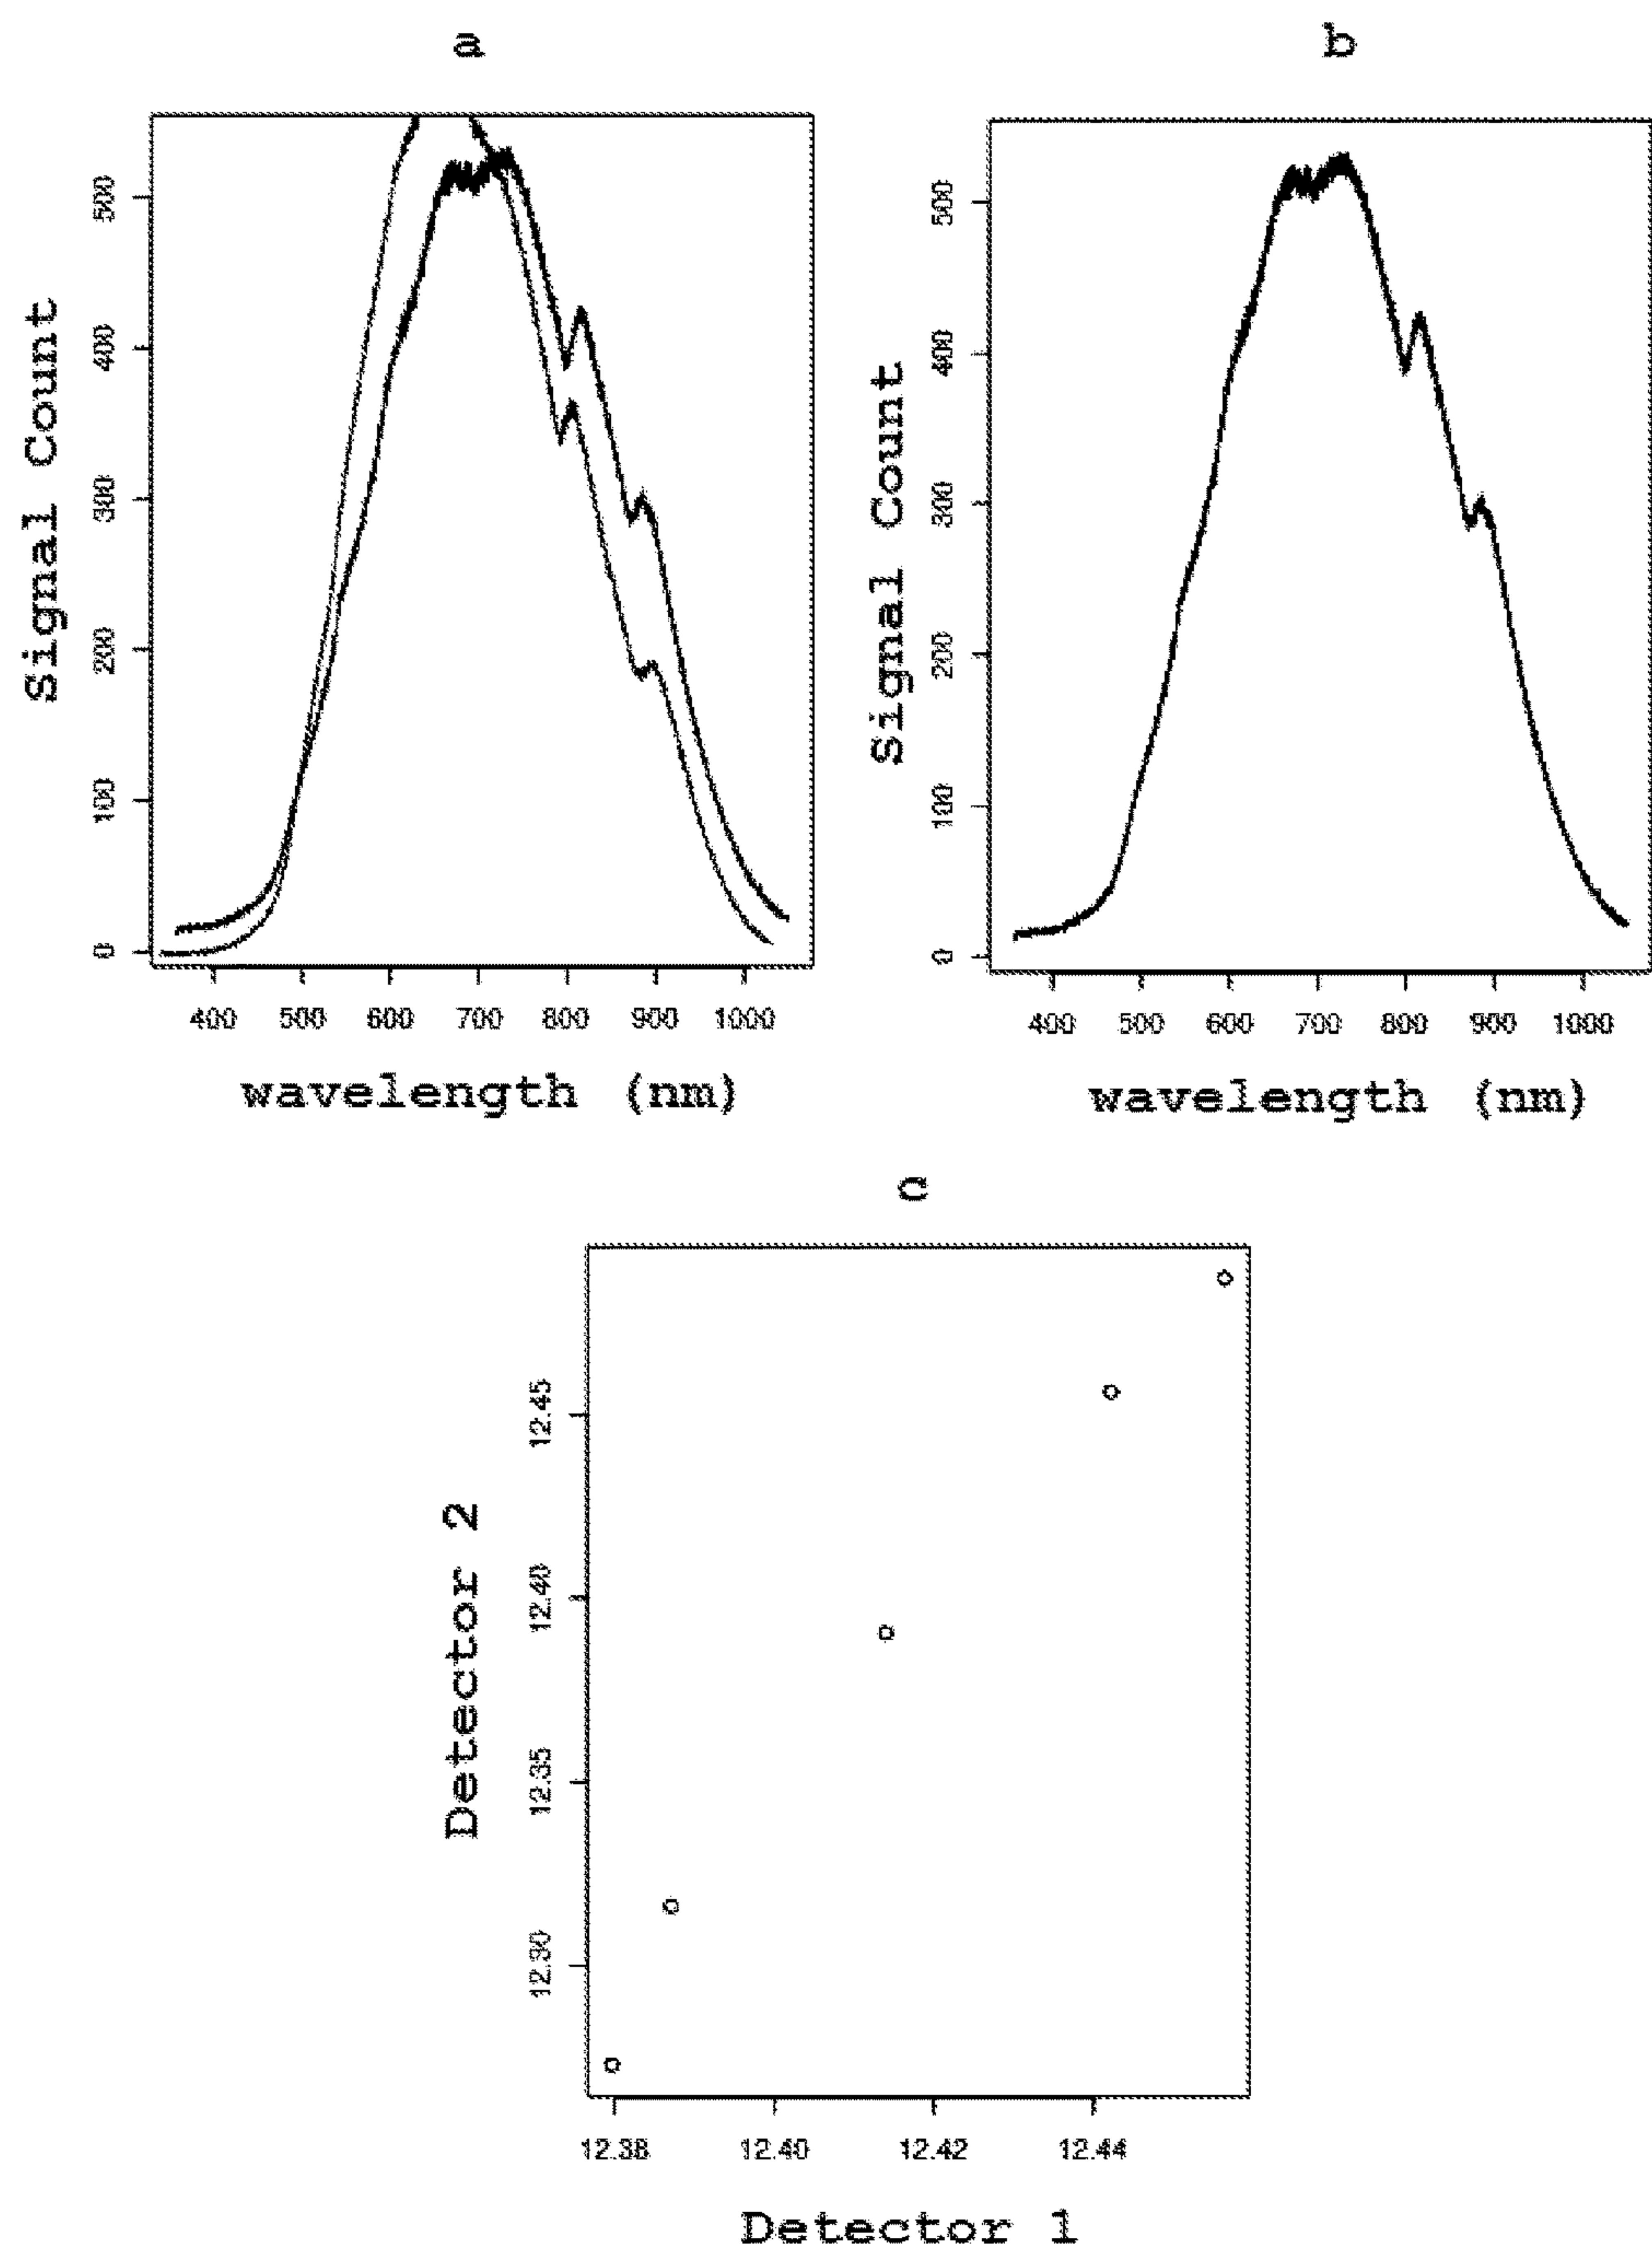 a
Signal Count
500
400
300
200
100
0
400 500 600 700 800 900 1000
wavelength (nm)
b
Signal Count
500
400
300
200
100
0
400 500 600 700 800 900 1000
wavelength (nm)
c
Detector 2
12.45
12.40
12.35
12.30
12.38 12.40 12.42 12.44
Detector 1